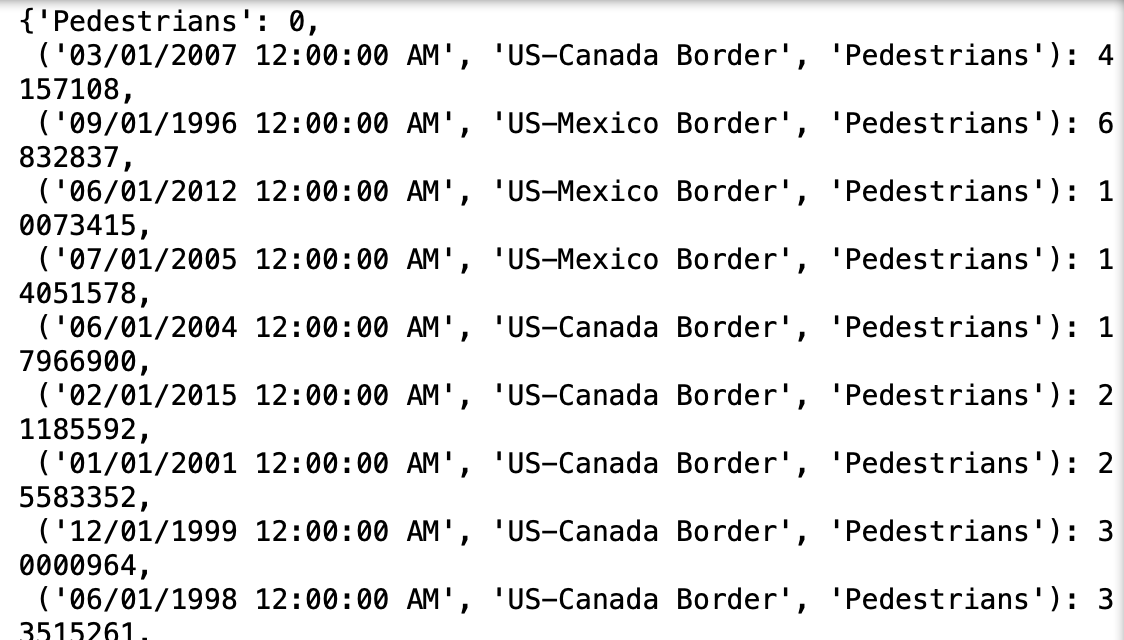 {'Pedestrians': 0,
('03/01/2007 12:00:00 AM', 'US-Canada Border', 'Pedestrians'): 4
157108,
('09/01/1996 12:00:00 AM', 'US-Mexico Border', 'Pedestrians'): 6
832837,
('06/01/2012 12:00:00 AM', 'US-Mexico Border', 'Pedestrians'): 1
0073415,
('07/01/2005 12:00:00 AM', 'US-Mexico Border', 'Pedestrians'): 1
4051578,
('06/01/2004 12:00:00 AM', 'US-Canada Border', 'Pedestrians'): 1
7966900,
('02/01/2015 12:00:00 AM', 'US-Canada Border', 'Pedestrians'): 2
1185592,
('01/01/2001 12:00:00 AM', 'US-Canada Border', 'Pedestrians'): 2
5583352,
('12/01/1999 12:00:00 AM', 'US-Canada Border', 'Pedestrians'): 3
0000964,
('06/01/1998 12:00:00 AM', 'US-Canada Border', 'Pedestrians'): 3
3515261,